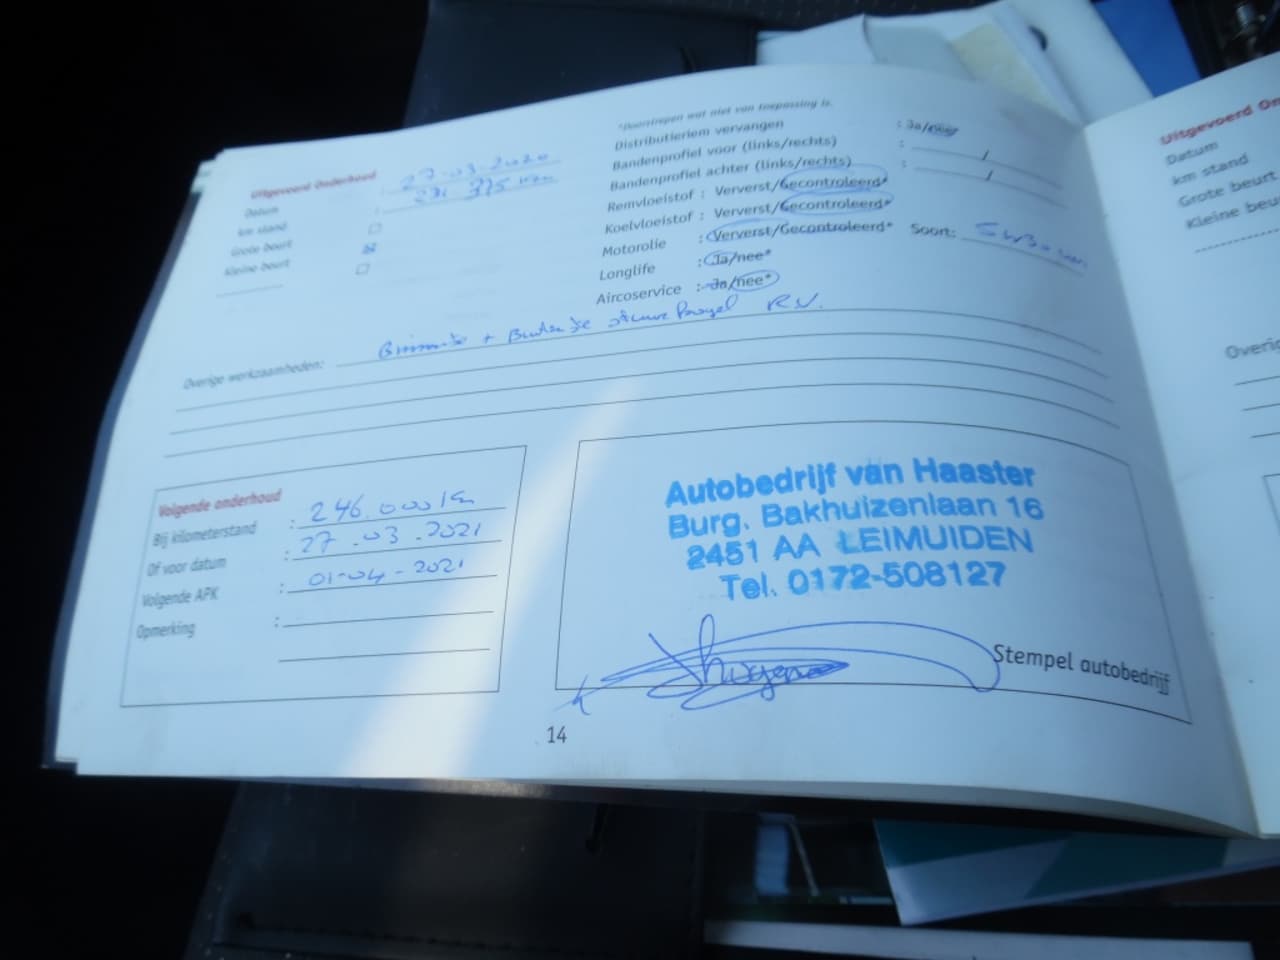 *Doorstrepen wat niet van toepassing is.
Uitgevoerd Onderhoud
Datum : 27-03-2020
km stand : 375 km
Grote beurt
Kleine beurt
Distributieriem vervangen : Ja/nee
Bandenprofiel voor (links/rechts) : /
Bandenprofiel achter (links/rechts) : /
Remvloeistof : Ververst/Gecontroleerd*
Koelvloeistof : Ververst/Gecontroleerd*
Motorolie : Ververst/Gecontroleerd* Soort:
Longlife : Ja/nee*
Aircoservice : Ja/nee*
Overige werkzaamheden: + R.V.
Volgende onderhoud
Bij kilometerstand : 246.000 Km
Of voor datum : 27.03.2021
Volgende APK : 01-04-2021
Opmerking :
Autobedrijf van Haaster
Burg. Bakhuizenlaan 16
2451 AA LEIMUIDEN
Tel. 0172-508127
Stempel autobedrijf
14
Uitgevoerd On
Datum
km stand
Grote beurt
Kleine beu
Overig